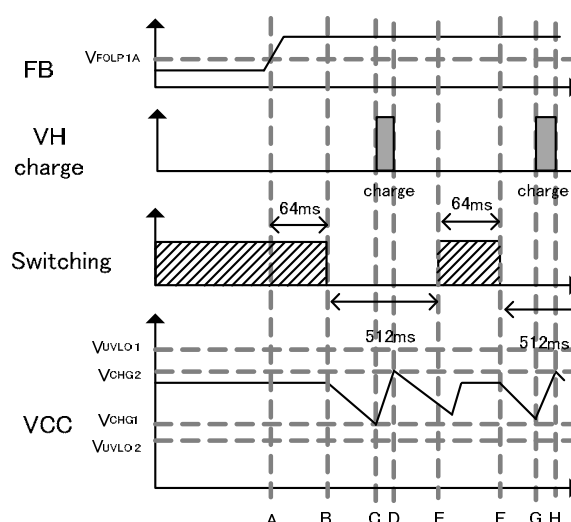 VFOLP1A
FB
VH
charge
charge
charge
64ms
64ms
Switching
512ms
512ms
VUVLO1
VCHG2
VCHG1
VUVLO2
VCC
A B C D E F G H